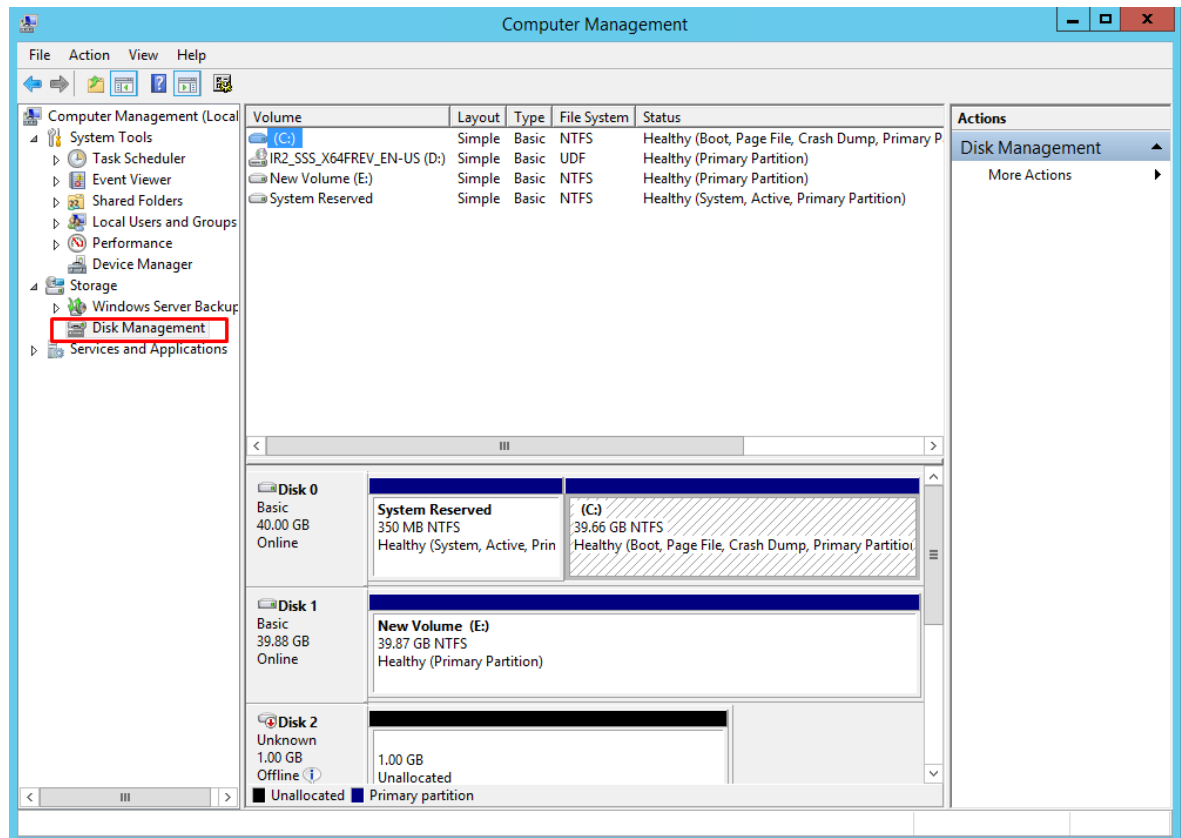 Computer Management
File Action View Help
Computer Management (Local
System Tools
Task Scheduler
Event Viewer
Shared Folders
Local Users and Groups
Performance
Device Manager
Storage
Windows Server Backup
Disk Management
Services and Applications
Volume Layout Type File System Status
(C:) Simple Basic NTFS Healthy (Boot, Page File, Crash Dump, Primary P
IR2_SSS_X64FREV_EN-US (D:) Simple Basic UDF Healthy (Primary Partition)
New Volume (E:) Simple Basic NTFS Healthy (Primary Partition)
System Reserved Simple Basic NTFS Healthy (System, Active, Primary Partition)
Disk 0
Basic
40.00 GB
Online
System Reserved
350 MB NTFS
Healthy (System, Active, Prin
(C:)
39.66 GB NTFS
Healthy (Boot, Page File, Crash Dump, Primary Partition
Disk 1
Basic
39.88 GB
Online
New Volume (E:)
39.87 GB NTFS
Healthy (Primary Partition)
Disk 2
Unknown
1.00 GB
Offline
1.00 GB
Unallocated
Unallocated Primary partition
Actions
Disk Management
More Actions